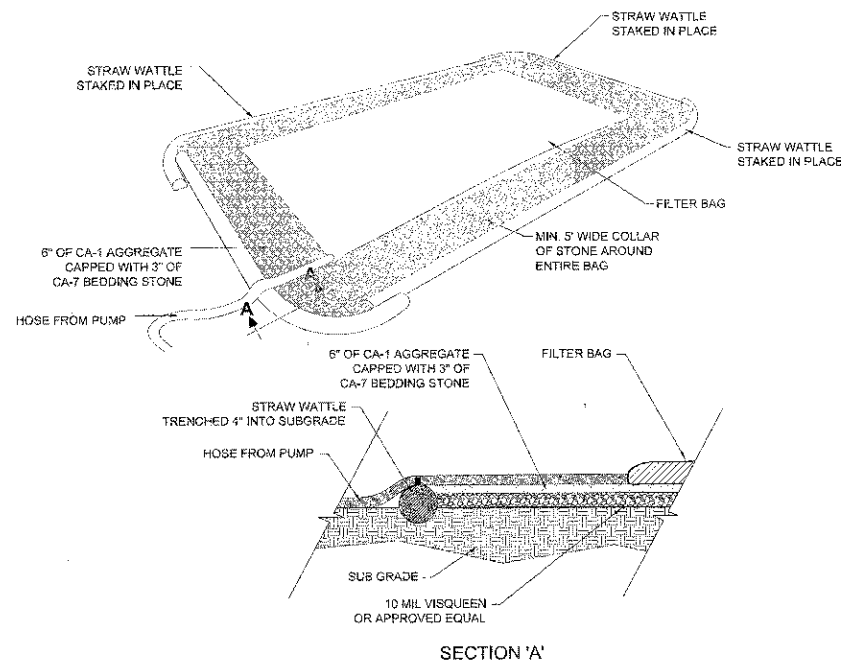 STRAW WATTLE
STAKED IN PLACE
STRAW WATTLE
STAKED IN PLACE
STRAW WATTLE
STAKED IN PLACE
FILTER BAG
6" OF CA-1 AGGREGATE
CAPPED WITH 3" OF
CA-7 BEDDING STONE
MIN. 5' WIDE COLLAR
OF STONE AROUND
ENTIRE BAG
A
A
HOSE FROM PUMP
6" OF CA-1 AGGREGATE
CAPPED WITH 3" OF
CA-7 BEDDING STONE
FILTER BAG
STRAW WATTLE
TRENCHED 4" INTO SUBGRADE
HOSE FROM PUMP
SUB GRADE
10 MIL VISQUEEN
OR APPROVED EQUAL
SECTION 'A'